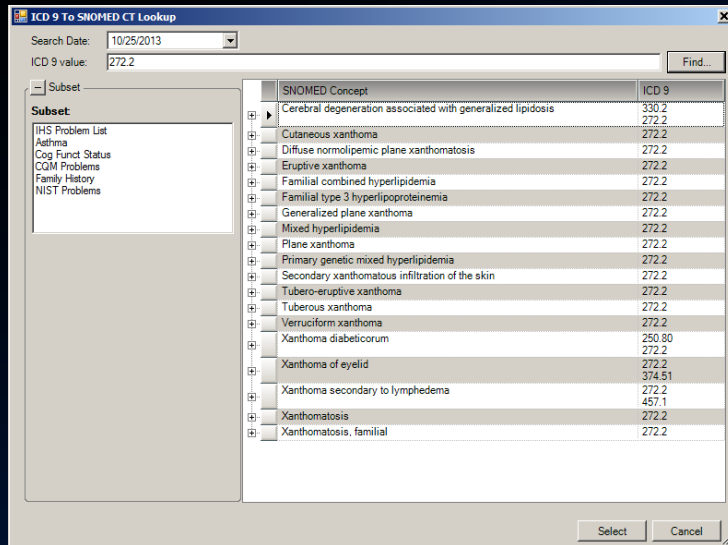 ICD 9 To SNOMED CT Lookup
Search Date: 10/25/2013
ICD 9 value: 272.2 Find...
Subset
Subset:
IHS Problem List
Asthma
Cog Funct Status
CQM Problems
Family History
NIST Problems
SNOMED Concept ICD 9
Cerebral degeneration associated with generalized lipidosis 330.2
272.2
Cutaneous xanthoma 272.2
Diffuse normolipemic plane xanthomatosis 272.2
Eruptive xanthoma 272.2
Familial combined hyperlipidemia 272.2
Familial type 3 hyperlipoproteinemia 272.2
Generalized plane xanthoma 272.2
Mixed hyperlipidemia 272.2
Plane xanthoma 272.2
Primary genetic mixed hyperlipidemia 272.2
Secondary xanthomatous infiltration of the skin 272.2
Tubero-eruptive xanthoma 272.2
Tuberous xanthoma 272.2
Verruciform xanthoma 272.2
Xanthoma diabeticorum 250.80
272.2
Xanthoma of eyelid 272.2
374.51
Xanthoma secondary to lymphedema 272.2
457.1
Xanthomatosis 272.2
Xanthomatosis, familial 272.2
Select Cancel